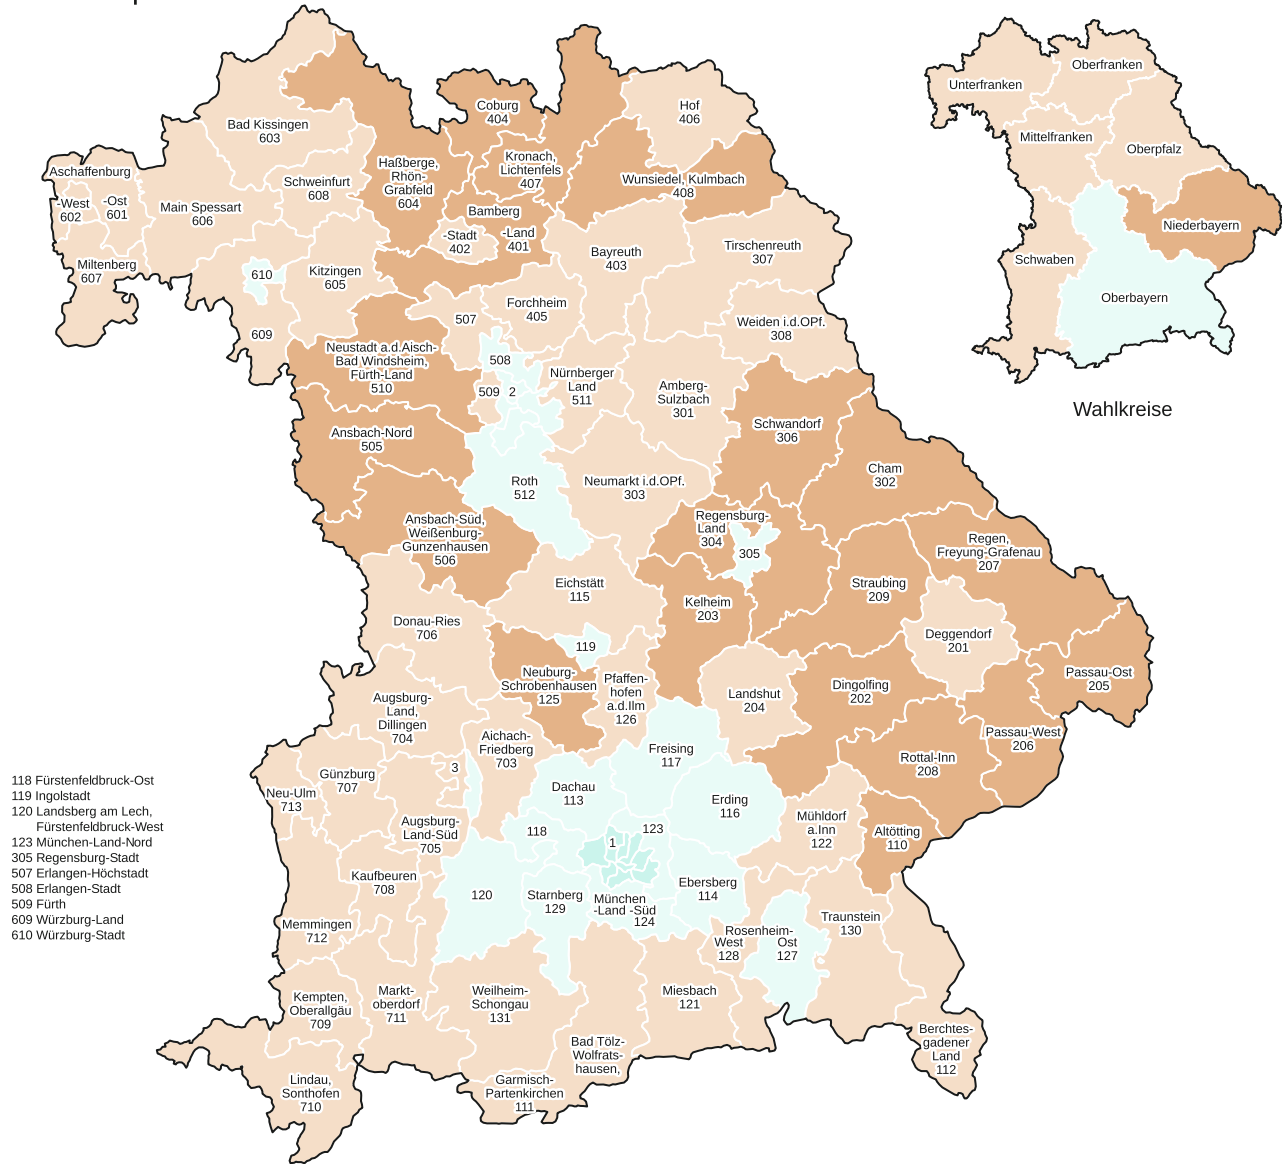 Coburg
404
Hof
406
Bad Kissingen
603
Haßberge,
Rhön-
Grabfeld
604
Kronach,
Lichtenfels
407
Wunsiedel, Kulmbach
408
Aschaffenburg
-West
602
-Ost
601
Schweinfurt
608
Main Spessart
606
Bamberg
-Stadt
402
-Land
401
Bayreuth
403
Tirschenreuth
307
Miltenberg
607
610
Kitzingen
605
Forchheim
405
507
609
Weiden i.d.OPf.
308
Neustadt a.d.Aisch-
Bad Windsheim,
Fürth-Land
510
508
509
2
Nürnberger
Land
511
Amberg-
Sulzbach
301
Ansbach-Nord
505
Schwandorf
306
Cham
302
Roth
512
Neumarkt i.d.OPf.
303
Ansbach-Süd,
Weißenburg-
Gunzenhausen
506
Regensburg-
Land
304
305
Regen,
Freyung-Grafenau
207
Eichstätt
115
Straubing
209
Kelheim
203
Donau-Ries
706
119
Deggendorf
201
Neuburg-
Schrobenhausen
125
Pfaffen-
hofen
a.d.Ilm
126
Landshut
204
Dingolfing
202
Passau-Ost
205
Augsburg-
Land,
Dillingen
704
Aichach-
Friedberg
703
Freising
117
Passau-West
206
Rottal-Inn
208
Günzburg
707
3
Neu-Ulm
713
Dachau
113
Erding
116
Mühldorf
a.Inn
122
Altötting
110
Augsburg-
Land-Süd
705
118
123
1
Kaufbeuren
708
120
Starnberg
129
Ebersberg
114
München
-Land -Süd
124
Memmingen
712
Rosenheim-
West
128
Ost
127
Traunstein
130
Kempten,
Oberallgäu
709
Markt-
oberdorf
711
Weilheim-
Schongau
131
Miesbach
121
Bad Tölz-
Wolfrats-
hausen,
Garmisch-
Partenkirchen
111
Berchtes-
gadener
Land
112
Lindau,
Sonthofen
710
118 Fürstenfeldbruck-Ost
119 Ingolstadt
120 Landsberg am Lech,
Fürstenfeldbruck-West
123 München-Land-Nord
305 Regensburg-Stadt
507 Erlangen-Höchstadt
508 Erlangen-Stadt
509 Fürth
609 Würzburg-Land
610 Würzburg-Stadt
Oberfranken
Unterfranken
Mittelfranken
Oberpfalz
Niederbayern
Schwaben
Oberbayern
Wahlkreise